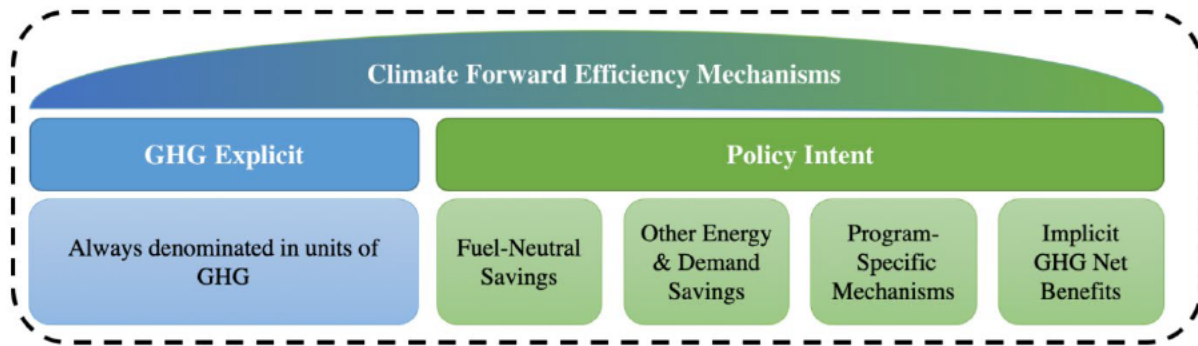 Climate Forward Efficiency Mechanisms
GHG Explicit
Policy Intent
Always denominated in units of
GHG
Fuel-Neutral
Savings
Other Energy
& Demand
Savings
Program-
Specific
Mechanisms
Implicit
GHG Net
Benefits